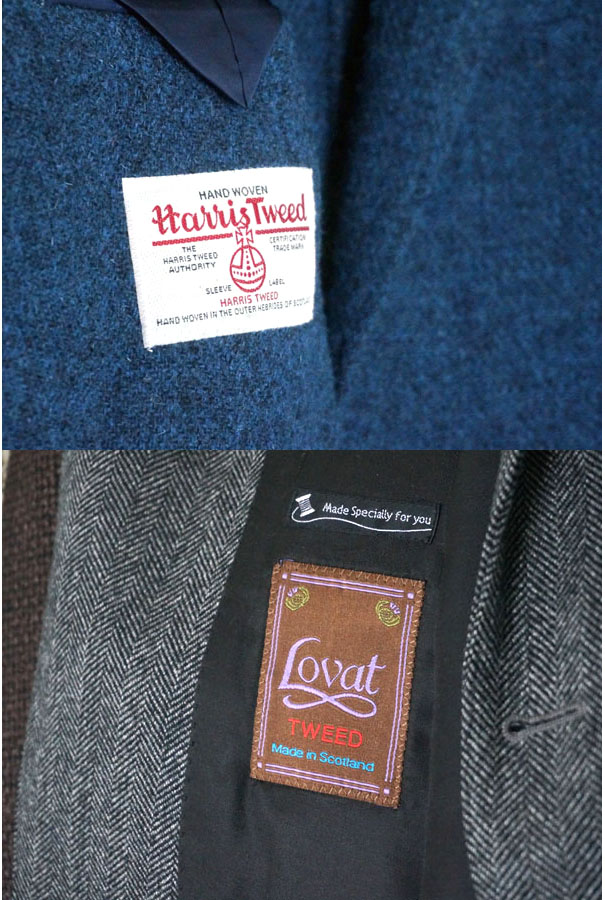 HAND WOVEN
Harris Tweed
THE
HARRIS TWEED
AUTHORITY
CERTIFICATION
TRADE MARK
SLEEVE LABEL
HARRIS TWEED
HAND WOVEN IN THE OUTER HEBRIDES OF
Made Specially for you
Lovat
TWEED
Made in Scotland